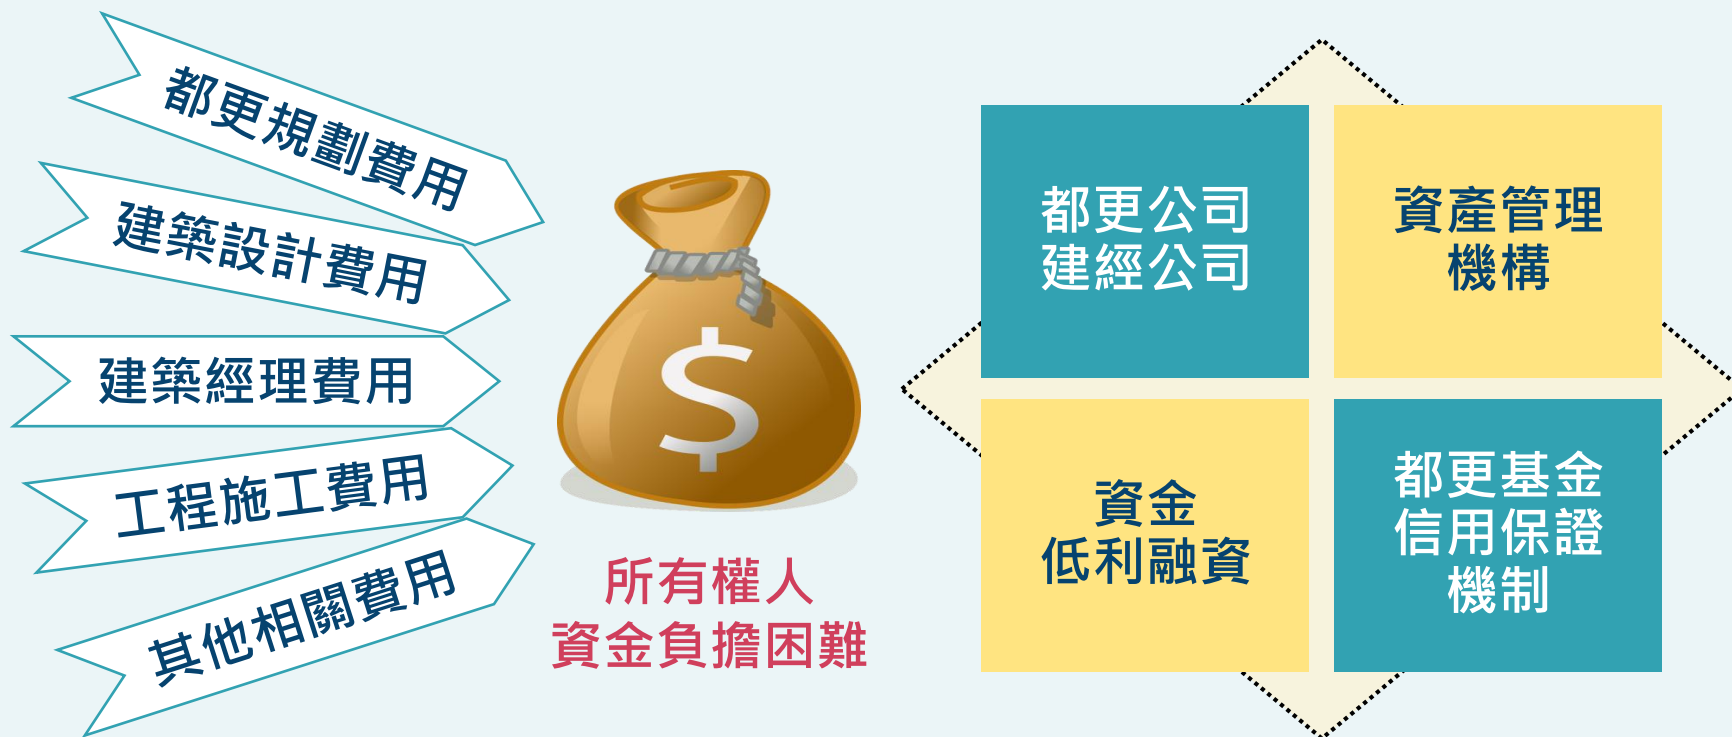 都更規劃費用
建築設計費用
建築經理費用
工程施工費用
其他相關費用
$
所有權人
資金負擔困難
都更公司
建經公司
資產管理
機構
資金
低利融資
都更基金
信用保證
機制